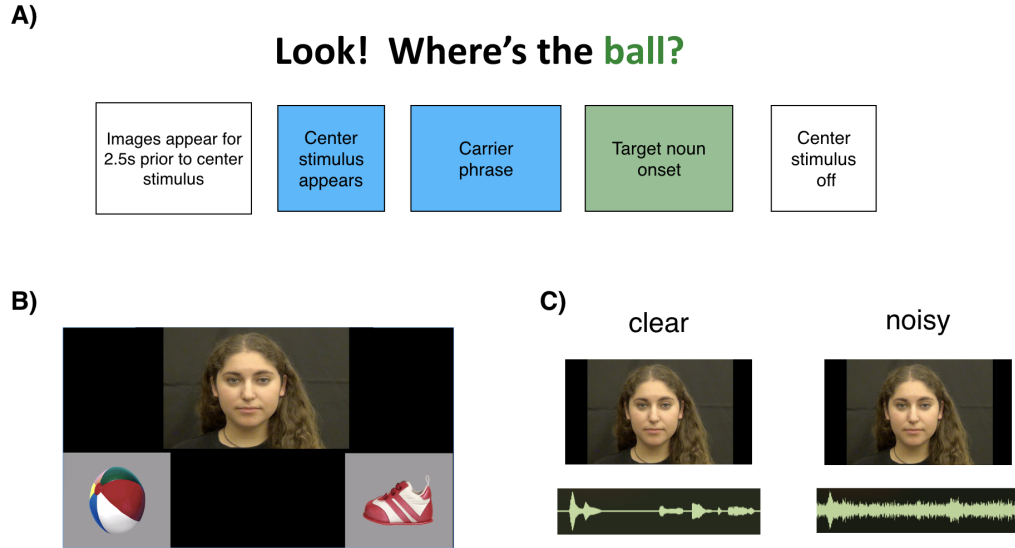 A)
Look! Where's the ball?
Images appear for
2.5s prior to center
stimulus
Center
stimulus
appears
Carrier
phrase
Target noun
onset
Center
stimulus
off
B)
C)
clear
noisy